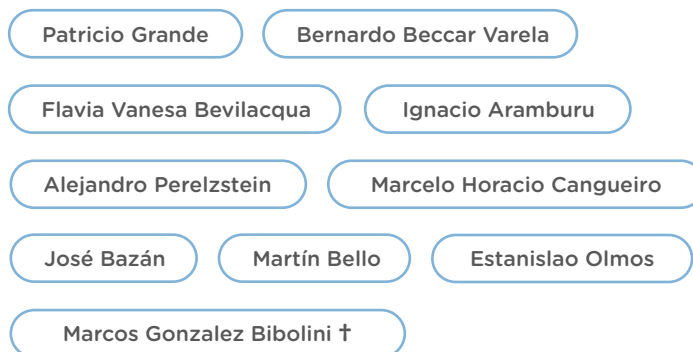 Patricio Grande
Bernardo Beccar Varela
Flavia Vanesa Bevilacqua
Ignacio Aramburu
Alejandro Perelzstein
Marcelo Horacio Cangueiro
José Bazán
Martín Bello
Estanislao Olmos
Marcos Gonzalez Bibolini †